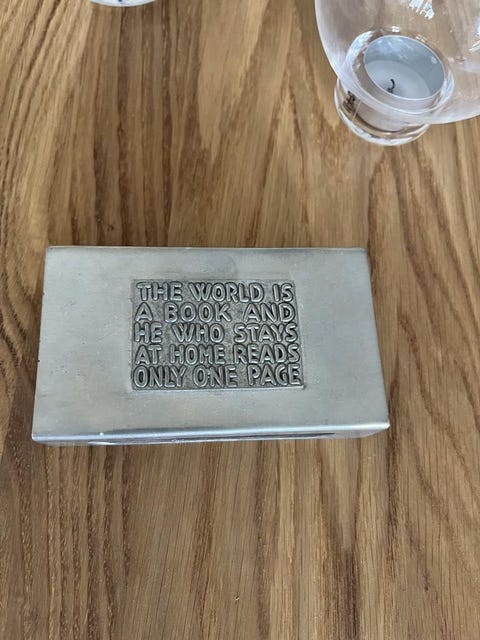 THE WORLD IS
A BOOK AND
HE WHO STAYS
AT HOME READS
ONLY ONE PAGE